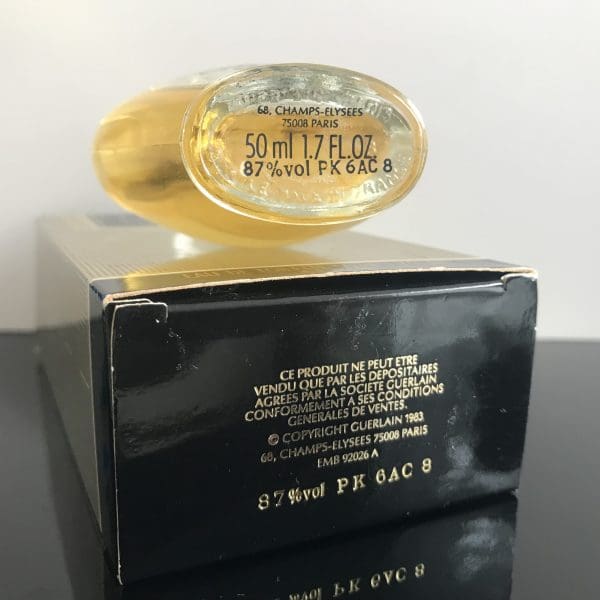 68, CHAMPS-ELYSEES
75008 PARIS
50 ml 1.7 FL.OZ.
87%vol PK 6AC 8
EAU DE
CE PRODUIT NE PEUT ETRE
VENDU QUE PAR LES DEPOSITAIRES
AGREES PAR LA SOCIETE GUERLAIN
CONFORMEMENT A SES CONDITIONS
GENERALES DE VENTES.
© COPYRIGHT GUERLAIN 1983
68, CHAMPS-ELYSEES 75008 PARIS
EMB 92026 A
87%vol PK 6AC 8